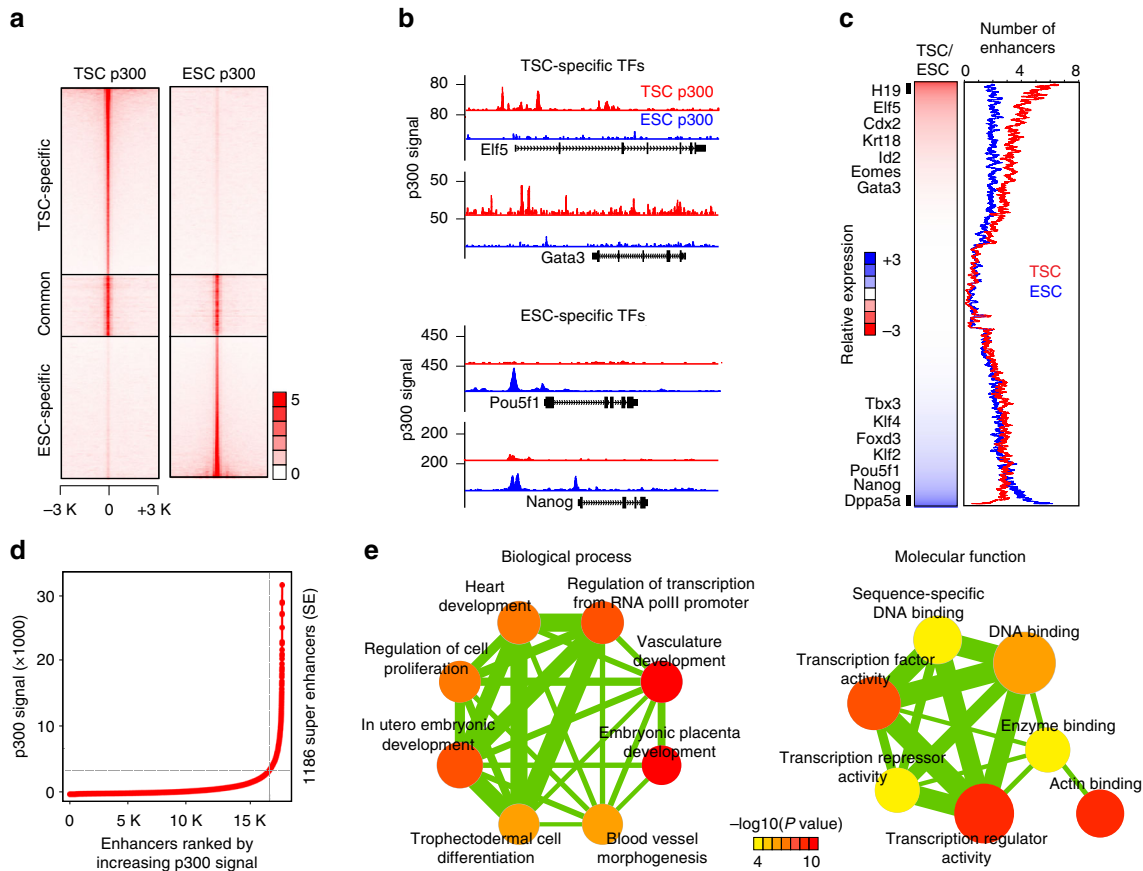 a
TSC p300
ESC p300
TSC-specific
Common
ESC-specific
5
0
–3 K
0
+3 K
b
TSC-specific TFs
80
TSC p300
80
ESC p300
Elf5
p300 signal
50
50
Gata3
ESC-specific TFs
450
450
Pou5f1
p300 signal
200
200
Nanog
c
Number of
enhancers
TSC/
ESC
0
4
8
H19
Elf5
Cdx2
Krt18
Id2
Eomes
Gata3
Relative expression
+3
–3
TSC
ESC
Tbx3
Klf4
Foxd3
Klf2
Pou5f1
Nanog
Dppa5a
d
p300 signal (×1000)
30
20
10
0
0
5 K
10 K
15 K
Enhancers ranked by
increasing p300 signal
1186 super enhancers (SE)
e
Biological process
Heart
development
Regulation of transcription
from RNA polII promoter
Regulation of cell
proliferation
Vasculature
development
In utero embryonic
development
Embryonic placenta
development
Trophectodermal cell
differentiation
Blood vessel
morphogenesis
–log10(P value)
4
10
Molecular function
Sequence-specific
DNA binding
DNA binding
Transcription factor
activity
Enzyme binding
Transcription repressor
activity
Actin binding
Transcription regulator
activity